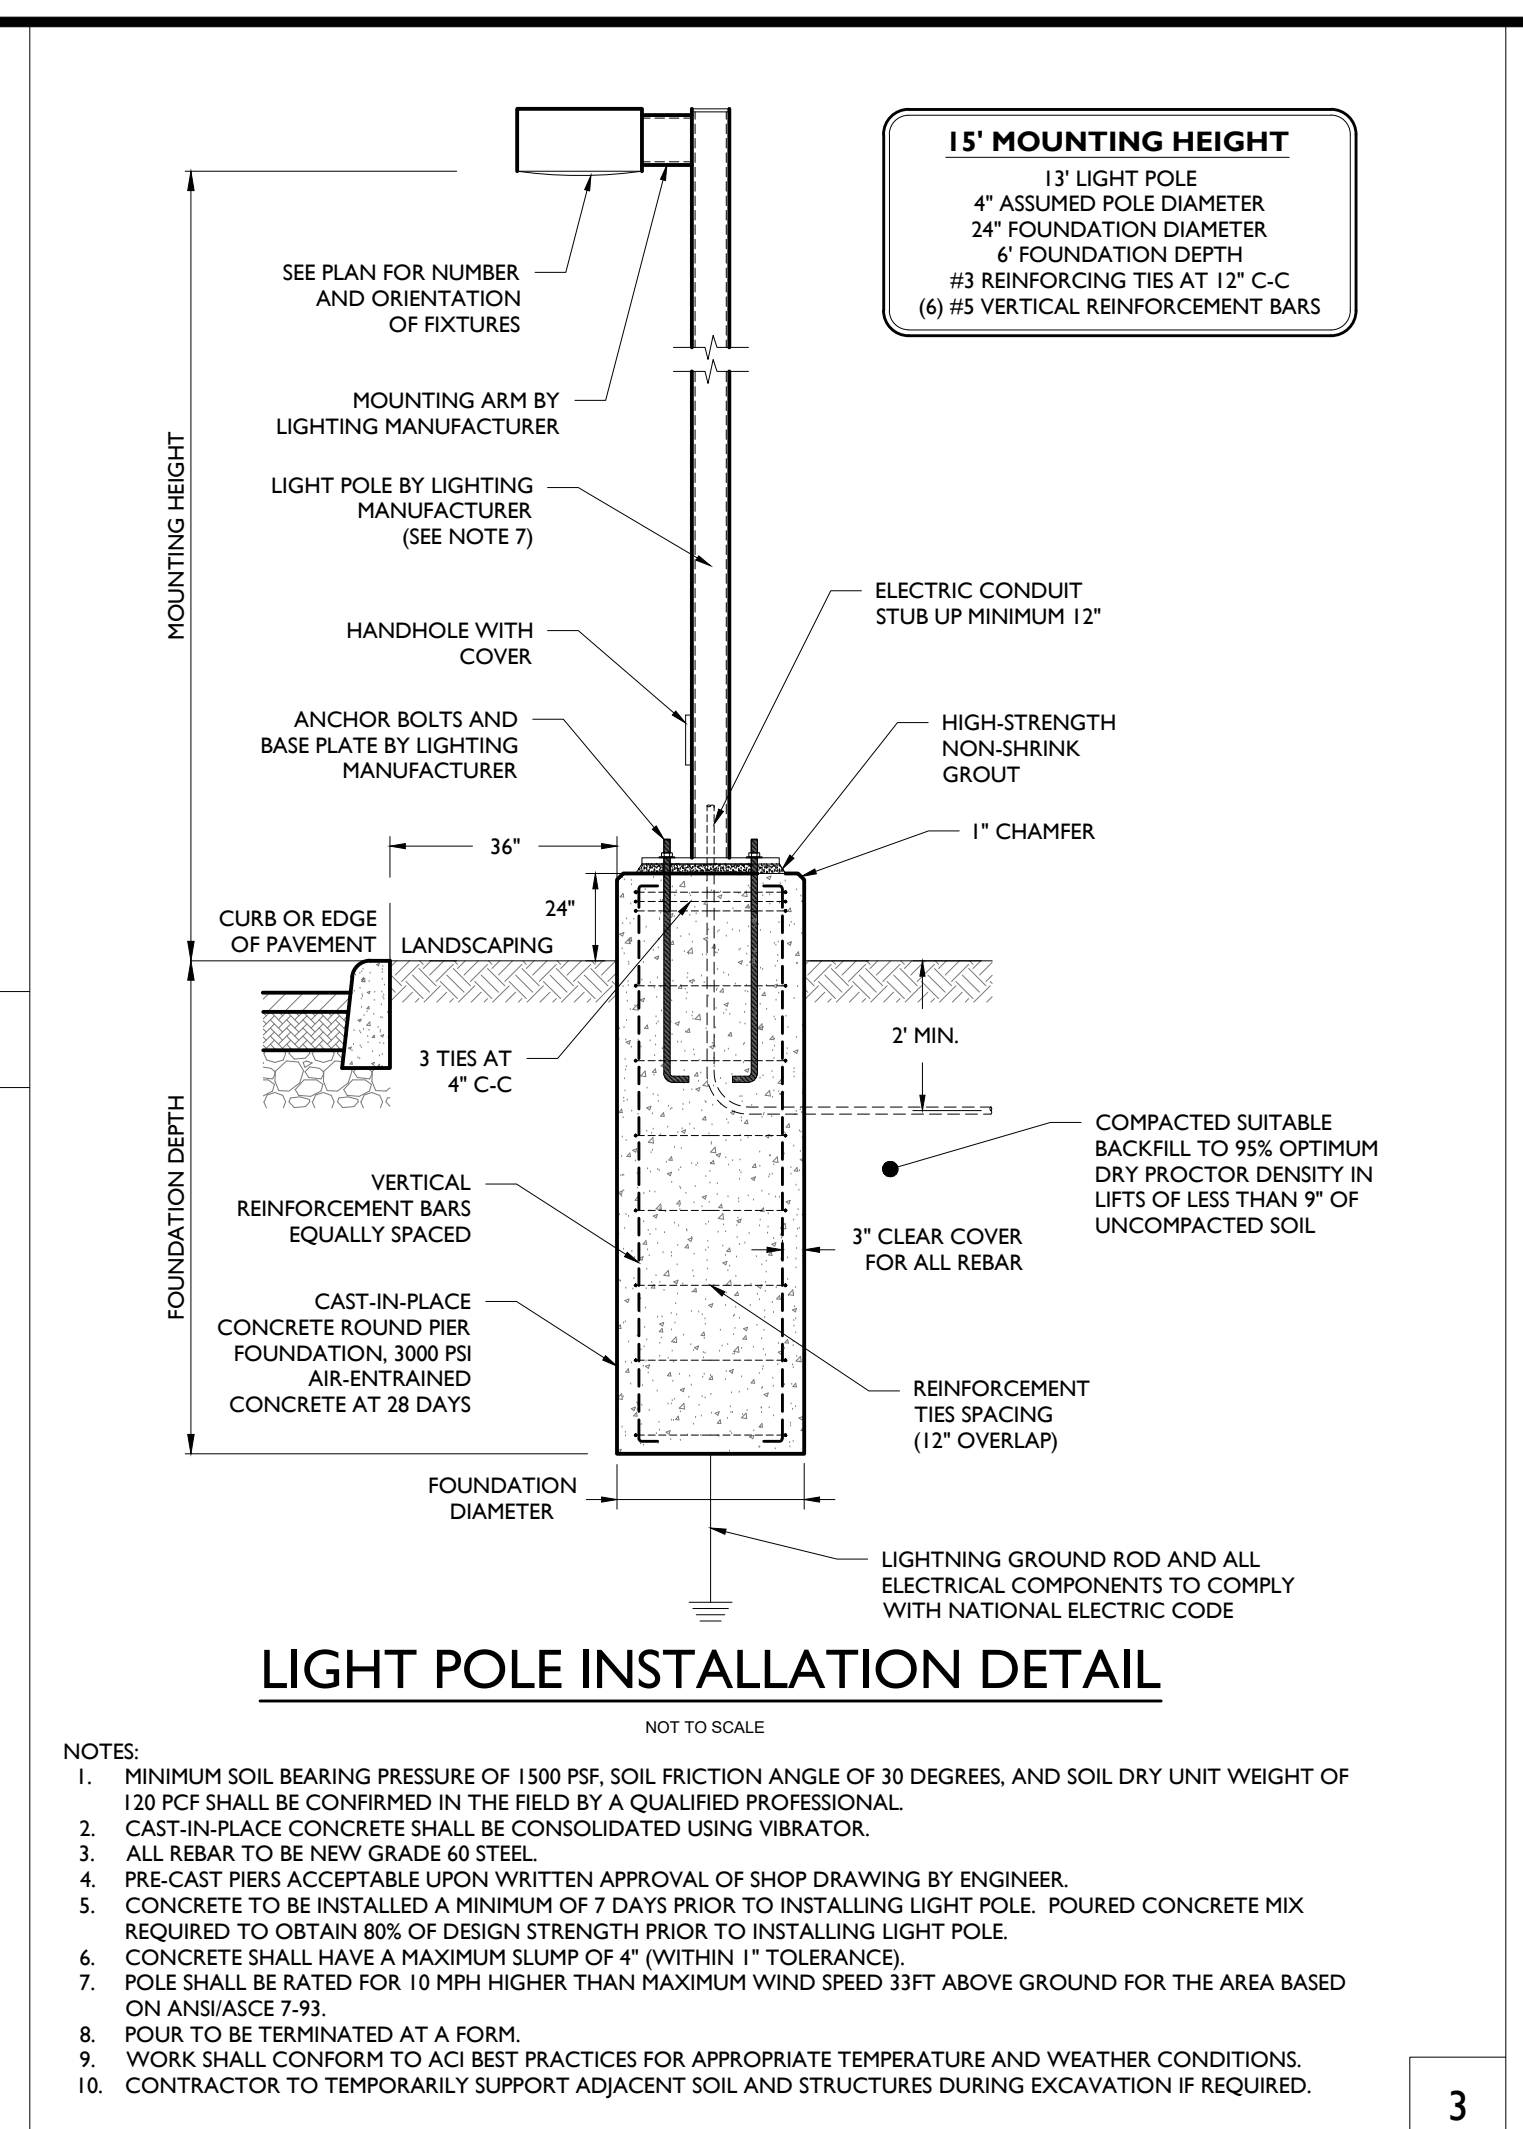 15' MOUNTING HEIGHT
13' LIGHT POLE
4" ASSUMED POLE DIAMETER
24" FOUNDATION DIAMETER
6' FOUNDATION DEPTH
#3 REINFORCING TIES AT 12" C-C
(6) #5 VERTICAL REINFORCEMENT BARS
SEE PLAN FOR NUMBER
AND ORIENTATION
OF FIXTURES
MOUNTING ARM BY
LIGHTING MANUFACTURER
MOUNTING HEIGHT
LIGHT POLE BY LIGHTING
MANUFACTURER
(SEE NOTE 7)
ELECTRIC CONDUIT
STUB UP MINIMUM 12"
HANDHOLE WITH
COVER
ANCHOR BOLTS AND
BASE PLATE BY LIGHTING
MANUFACTURER
HIGH-STRENGTH
NON-SHRINK
GROUT
1" CHAMFER
36"
24"
CURB OR EDGE
OF PAVEMENT
LANDSCAPING
2' MIN.
3 TIES AT
4" C-C
FOUNDATION DEPTH
COMPACTED SUITABLE
BACKFILL TO 95% OPTIMUM
DRY PROCTOR DENSITY IN
LIFTS OF LESS THAN 9" OF
UNCOMPACTED SOIL
VERTICAL
REINFORCEMENT BARS
EQUALLY SPACED
3" CLEAR COVER
FOR ALL REBAR
CAST-IN-PLACE
CONCRETE ROUND PIER
FOUNDATION, 3000 PSI
AIR-ENTRAINED
CONCRETE AT 28 DAYS
REINFORCEMENT
TIES SPACING
(12" OVERLAP)
FOUNDATION
DIAMETER
LIGHTNING GROUND ROD AND ALL
ELECTRICAL COMPONENTS TO COMPLY
WITH NATIONAL ELECTRIC CODE
LIGHT POLE INSTALLATION DETAIL
NOT TO SCALE
NOTES:
1. MINIMUM SOIL BEARING PRESSURE OF 1500 PSF, SOIL FRICTION ANGLE OF 30 DEGREES, AND SOIL DRY UNIT WEIGHT OF
120 PCF SHALL BE CONFIRMED IN THE FIELD BY A QUALIFIED PROFESSIONAL.
2. CAST-IN-PLACE CONCRETE SHALL BE CONSOLIDATED USING VIBRATOR.
3. ALL REBAR TO BE NEW GRADE 60 STEEL.
4. PRE-CAST PIERS ACCEPTABLE UPON WRITTEN APPROVAL OF SHOP DRAWING BY ENGINEER.
5. CONCRETE TO BE INSTALLED A MINIMUM OF 7 DAYS PRIOR TO INSTALLING LIGHT POLE. POURED CONCRETE MIX
REQUIRED TO OBTAIN 80% OF DESIGN STRENGTH PRIOR TO INSTALLING LIGHT POLE.
6. CONCRETE SHALL HAVE A MAXIMUM SLUMP OF 4" (WITHIN 1" TOLERANCE).
7. POLE SHALL BE RATED FOR 10 MPH HIGHER THAN MAXIMUM WIND SPEED 33FT ABOVE GROUND FOR THE AREA BASED
ON ANSI/ASCE 7-93.
8. POUR TO BE TERMINATED AT A FORM.
9. WORK SHALL CONFORM TO ACI BEST PRACTICES FOR APPROPRIATE TEMPERATURE AND WEATHER CONDITIONS.
10. CONTRACTOR TO TEMPORARILY SUPPORT ADJACENT SOIL AND STRUCTURES DURING EXCAVATION IF REQUIRED.
3